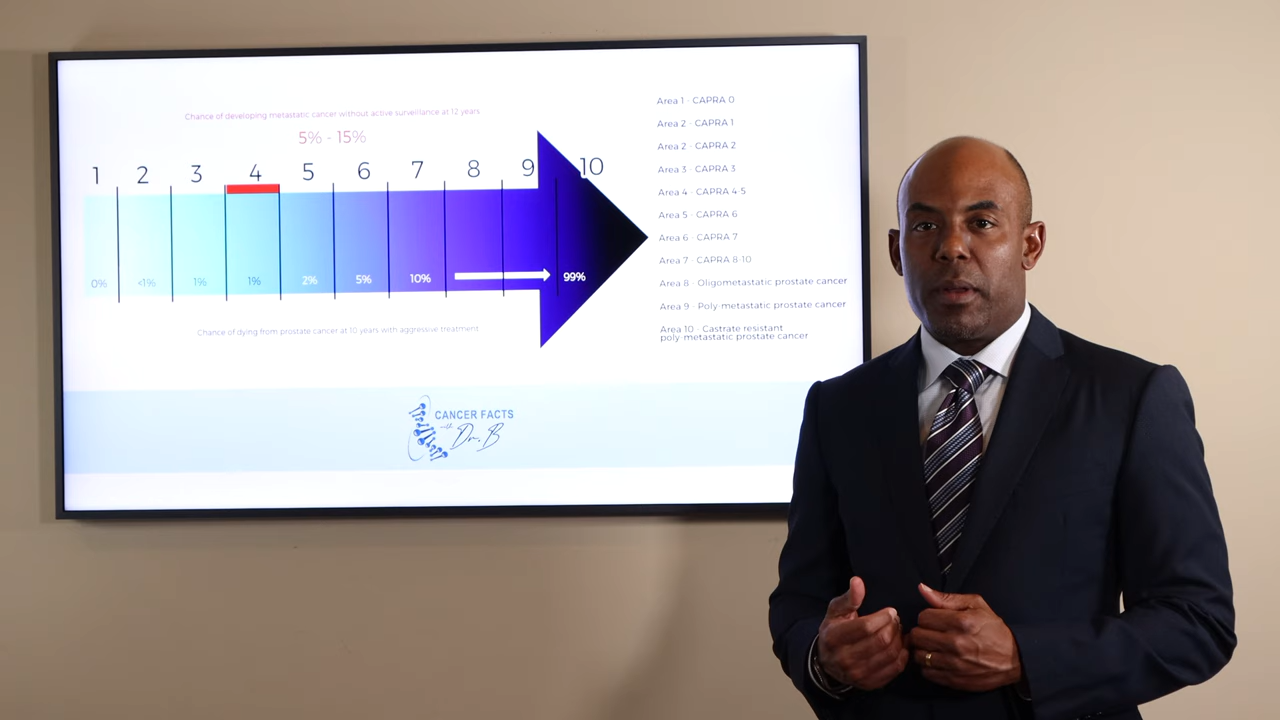 Chance of developing metastatic cancer without active surveillance at 12 years
5% - 15%
1 2 3 4 5 6 7 8 9 10
0% <1% 1% 1% 2% 5% 10% 99%
Chance of dying from prostate cancer at 10 years with aggressive treatment
Area 1 - CAPRA 0
Area 2 - CAPRA 1
Area 2 - CAPRA 2
Area 3 - CAPRA 3
Area 4 - CAPRA 4-5
Area 5 - CAPRA 6
Area 6 - CAPRA 7
Area 7 - CAPRA 8-10
Area 8 - Oligometastatic prostate cancer
Area 9 - Poly-metastatic prostate cancer
Area 10 - Castrate resistant
poly-metastatic prostate cancer
CANCER FACTS
with Dr. B